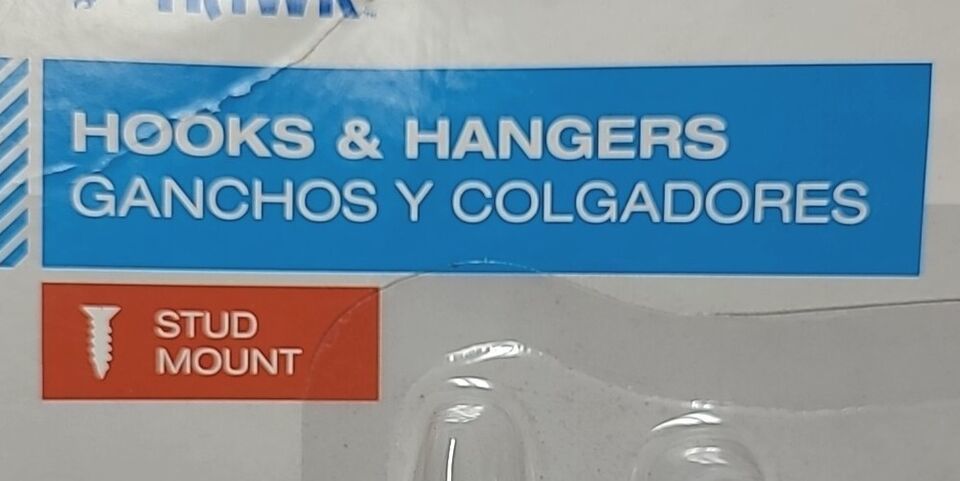 HOOKS & HANGERS
GANCHOS Y COLGADORES
STUD
MOUNT